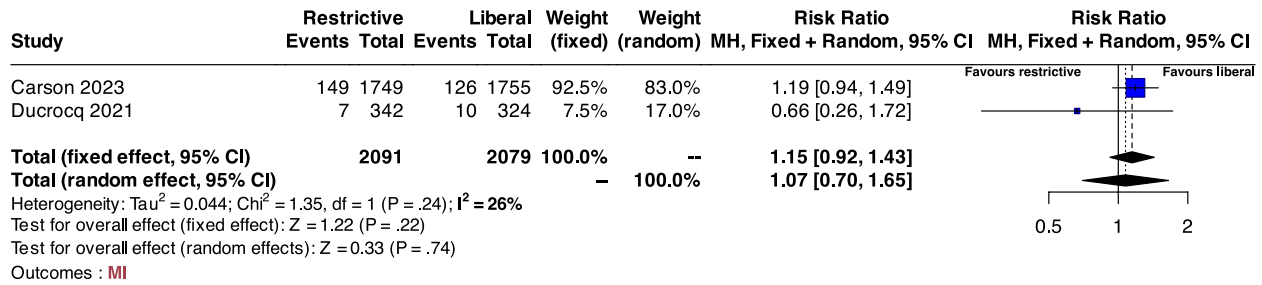 Restrictive Liberal Weight Weight Risk Ratio Risk Ratio
Study Events Total Events Total (fixed) (random) MH, Fixed + Random, 95% CI MH, Fixed + Random, 95% CI
Favours restrictive Favours liberal
Carson 2023 149 1749 126 1755 92.5% 83.0% 1.19 [0.94, 1.49]
Ducrocq 2021 7 342 10 324 7.5% 17.0% 0.66 [0.26, 1.72]
Total (fixed effect, 95% CI) 2091 2079 100.0% -- 1.15 [0.92, 1.43]
Total (random effect, 95% CI) – 100.0% 1.07 [0.70, 1.65]
Heterogeneity: Tau² = 0.044; Chi² = 1.35, df = 1 (P = .24); I² = 26%
Test for overall effect (fixed effect): Z = 1.22 (P = .22)
Test for overall effect (random effects): Z = 0.33 (P = .74)
0.5 1 2
Outcomes : MI